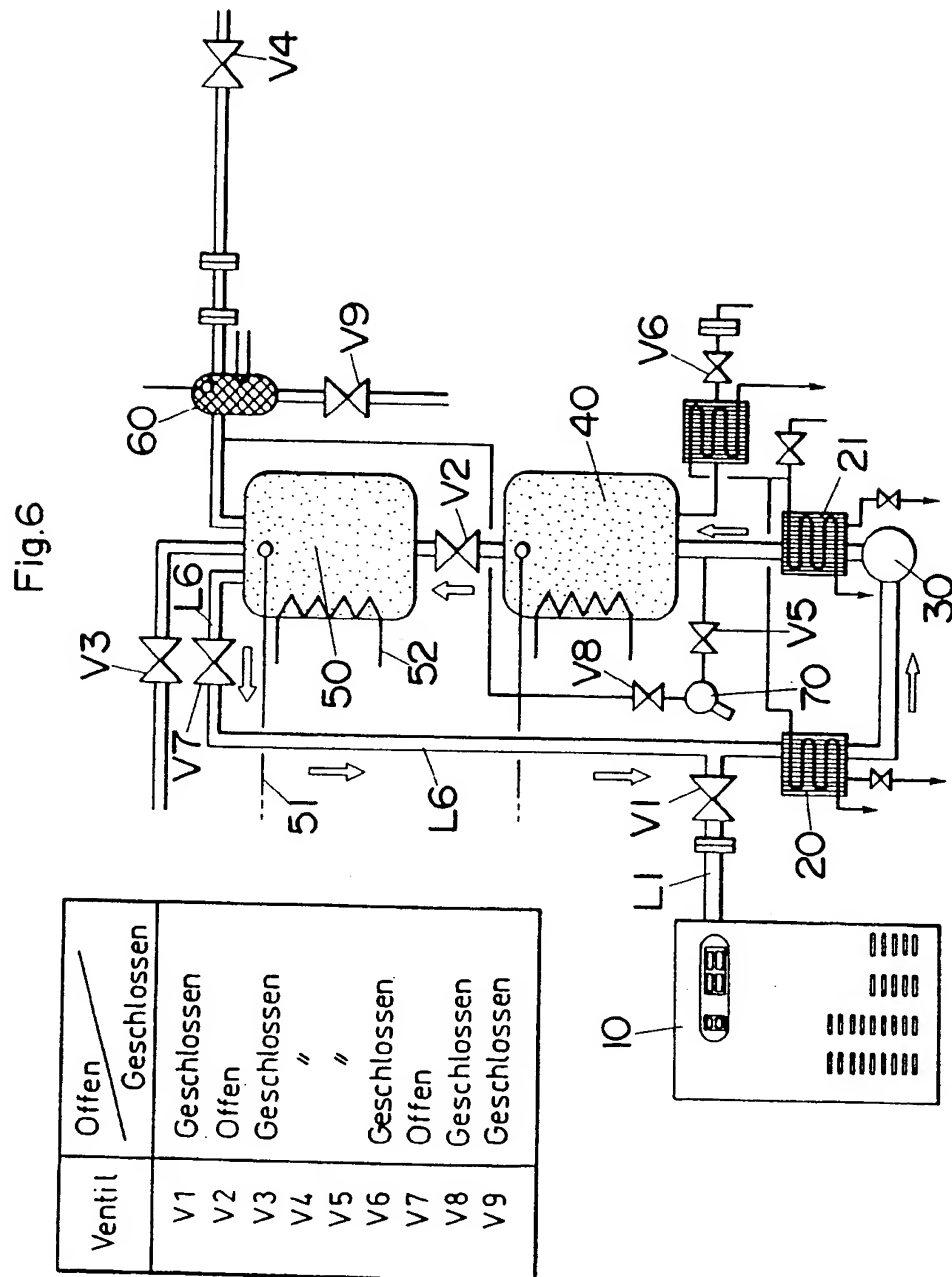 Fig.6
Ventil Offen / Geschlossen
V1 Geschlossen
V2 Offen
V3 Geschlossen
V4 〃
V5 〃
V6 Geschlossen
V7 Offen
V8 Geschlossen
V9 Geschlossen
V3
V7
L6
V4
60
V9
50
52
51
V2
40
V6
V8
V5
70
21
L6
V1
L1
20
30
10